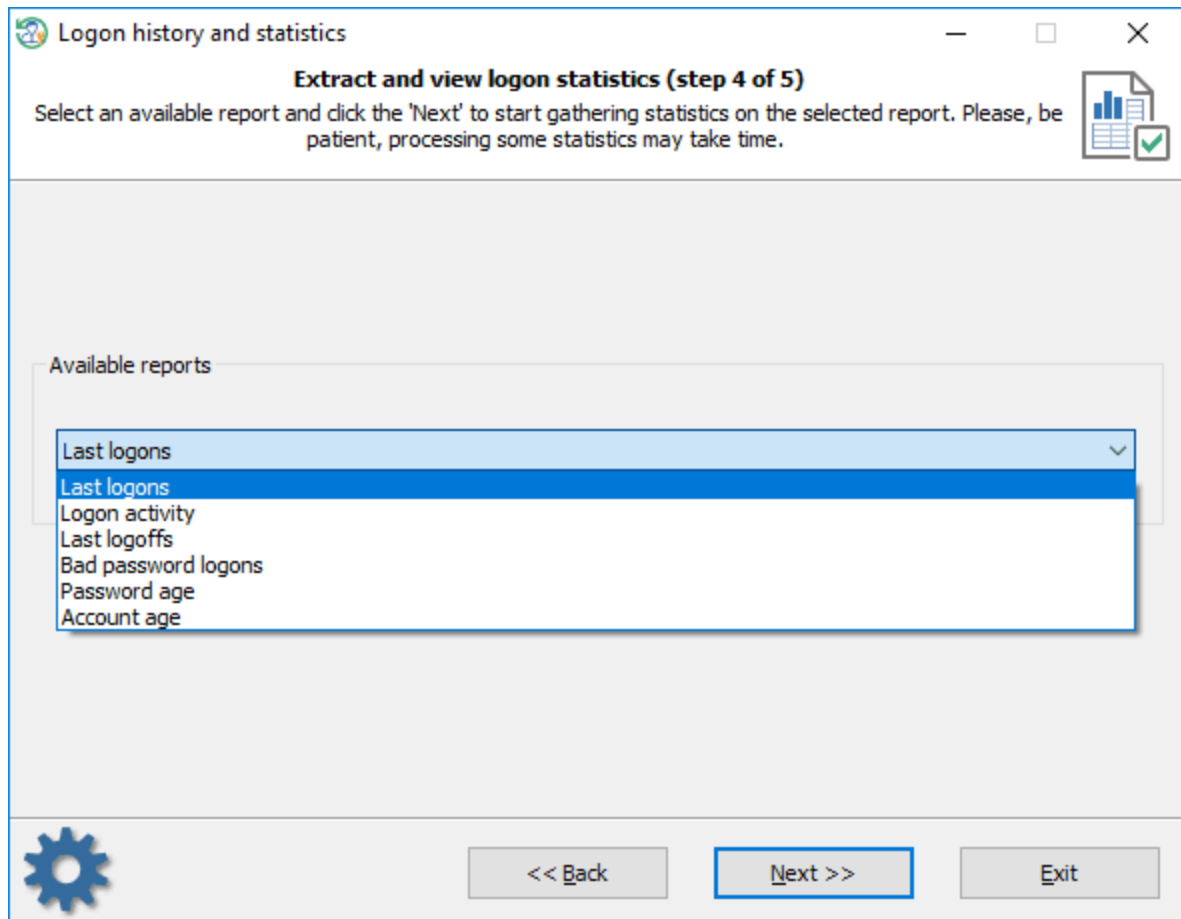 Logon history and statistics
Extract and view logon statistics (step 4 of 5)
Select an available report and click the 'Next' to start gathering statistics on the selected report. Please, be
patient, processing some statistics may take time.
Available reports
Last logons
Last logons
Logon activity
Last logoffs
Bad password logons
Password age
Account age
<< Back
Next >>
Exit